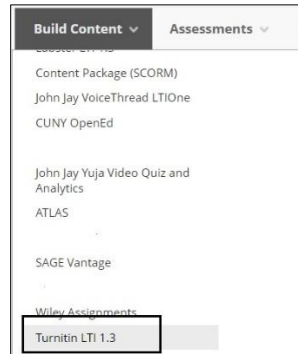 Build Content Assessments
Content Package (SCORM)
John Jay VoiceThread LTIOne
CUNY OpenEd
John Jay Yuja Video Quiz and
Analytics
ATLAS
SAGE Vantage
Wiley Assignments
Turnitin LTI 1.3